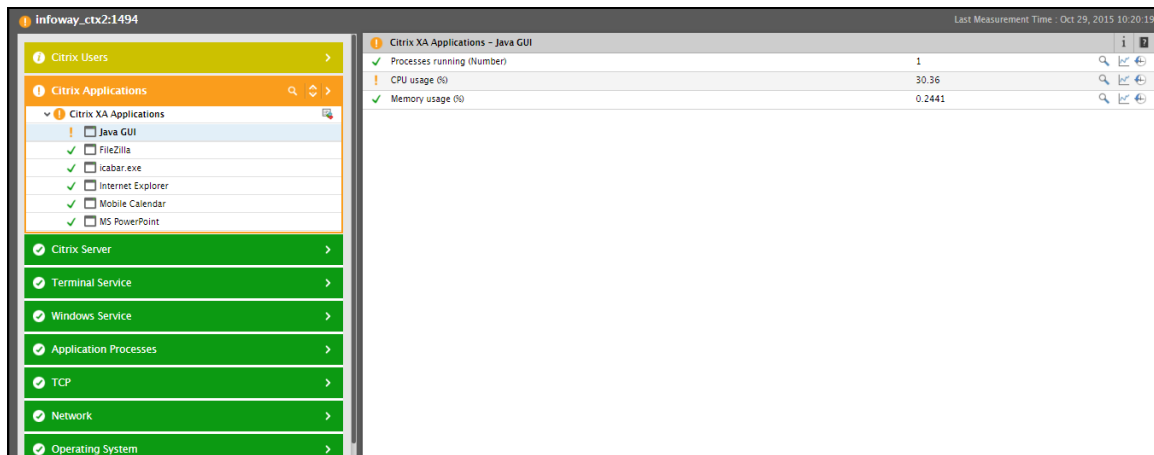 infoway_ctx2:1494
Last Measurement Time : Oct 29, 2015 10:20:19
Citrix Users
Citrix Applications
Citrix XA Applications
Java GUI
FileZilla
icabar.exe
Internet Explorer
Mobile Calendar
MS PowerPoint
Citrix Server
Terminal Service
Windows Service
Application Processes
TCP
Network
Operating System
Citrix XA Applications - Java GUI
Processes running (Number) 1
CPU usage (%) 30.36
Memory usage (%) 0.2441